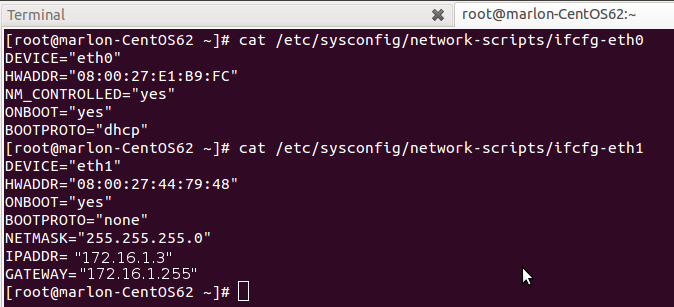 Terminal
root@marlon-CentOS62:~
[root@marlon-CentOS62 ~]# cat /etc/sysconfig/network-scripts/ifcfg-eth0
DEVICE="eth0"
HWADDR="08:00:27:E1:B9:FC"
NM_CONTROLLED="yes"
ONBOOT="yes"
BOOTPROTO="dhcp"
[root@marlon-CentOS62 ~]# cat /etc/sysconfig/network-scripts/ifcfg-eth1
DEVICE="eth1"
HWADDR="08:00:27:44:79:48"
ONBOOT="yes"
BOOTPROTO="none"
NETMASK="255.255.255.0"
IPADDR= "172.16.1.3"
GATEWAY="172.16.1.255"
[root@marlon-CentOS62 ~]#